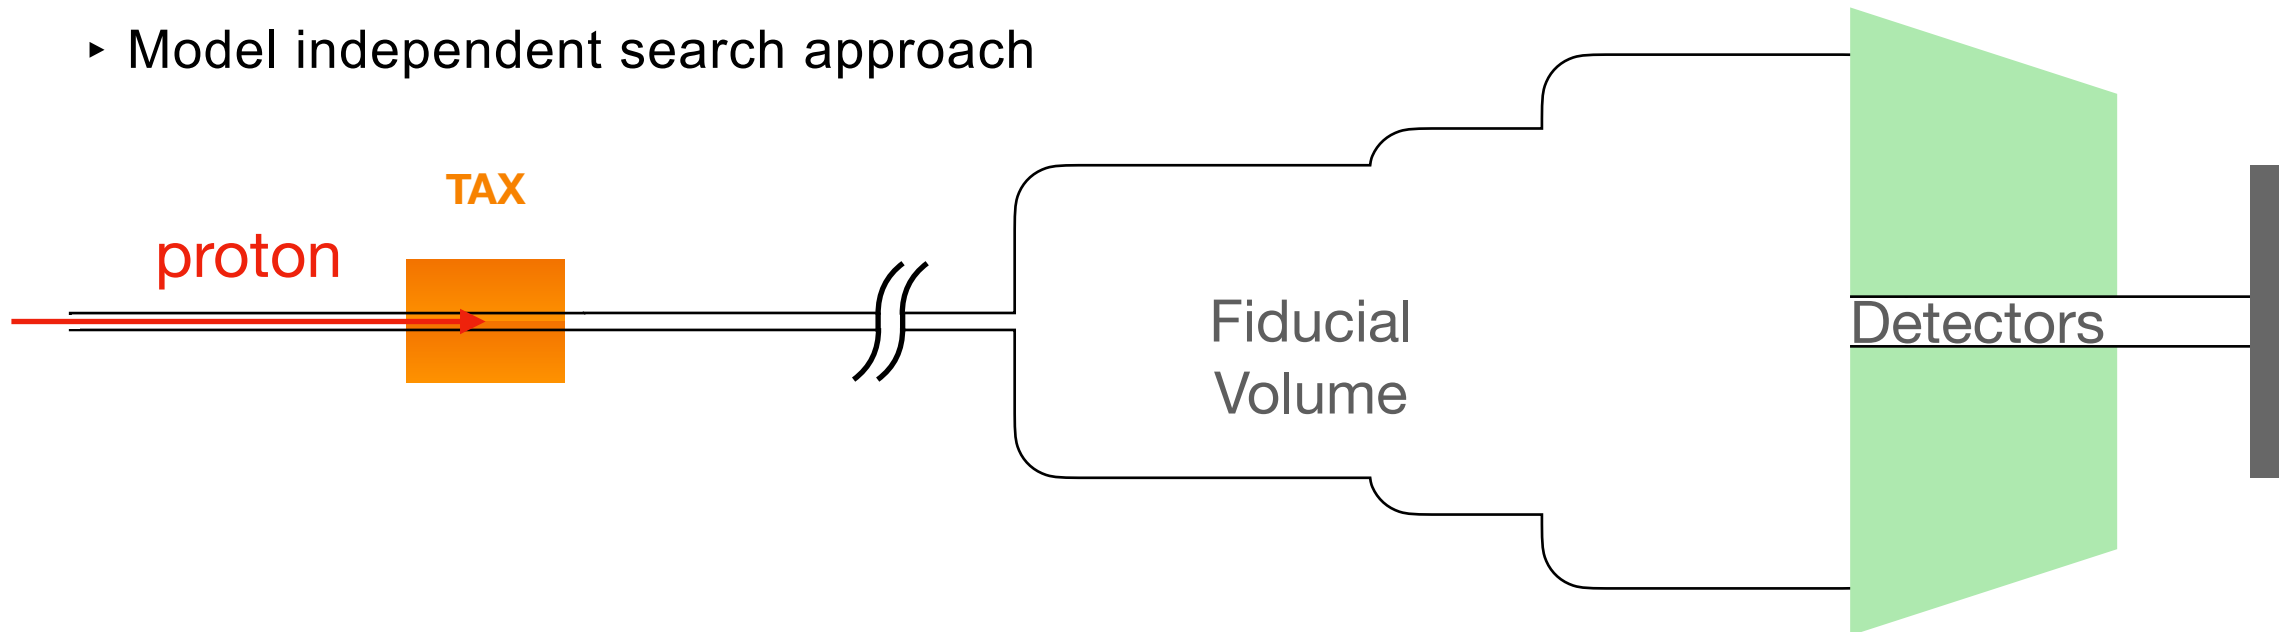 ‣ Model independent search approach
TAX
proton
Fiducial
Volume
Detectors